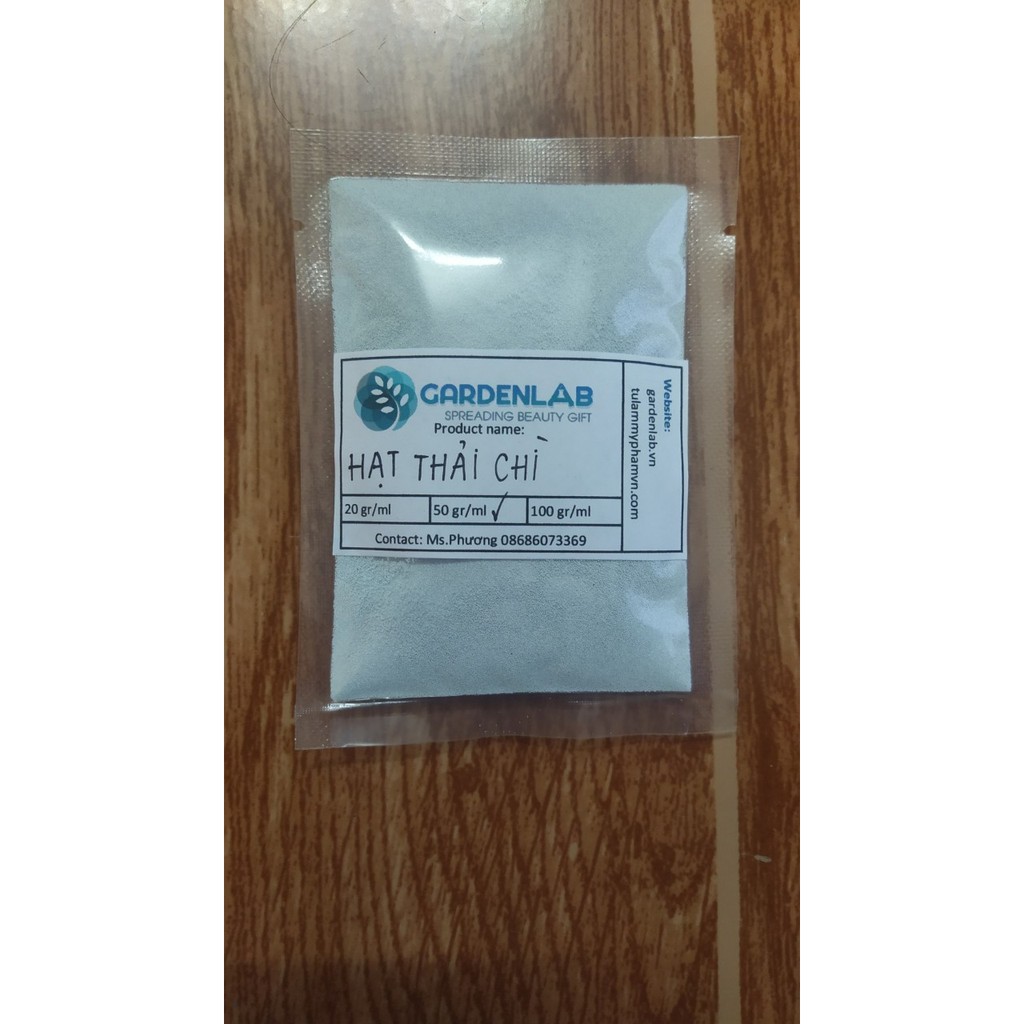 GARDENLAB
SPREADING BEAUTY GIFT
Product name:
HẠT THẢI CHÌ
20 gr/ml
50 gr/ml ✓
100 gr/ml
Contact: Ms.Phương 08686073369
Website:
gardenlab.vn
tulammyphamvn.com